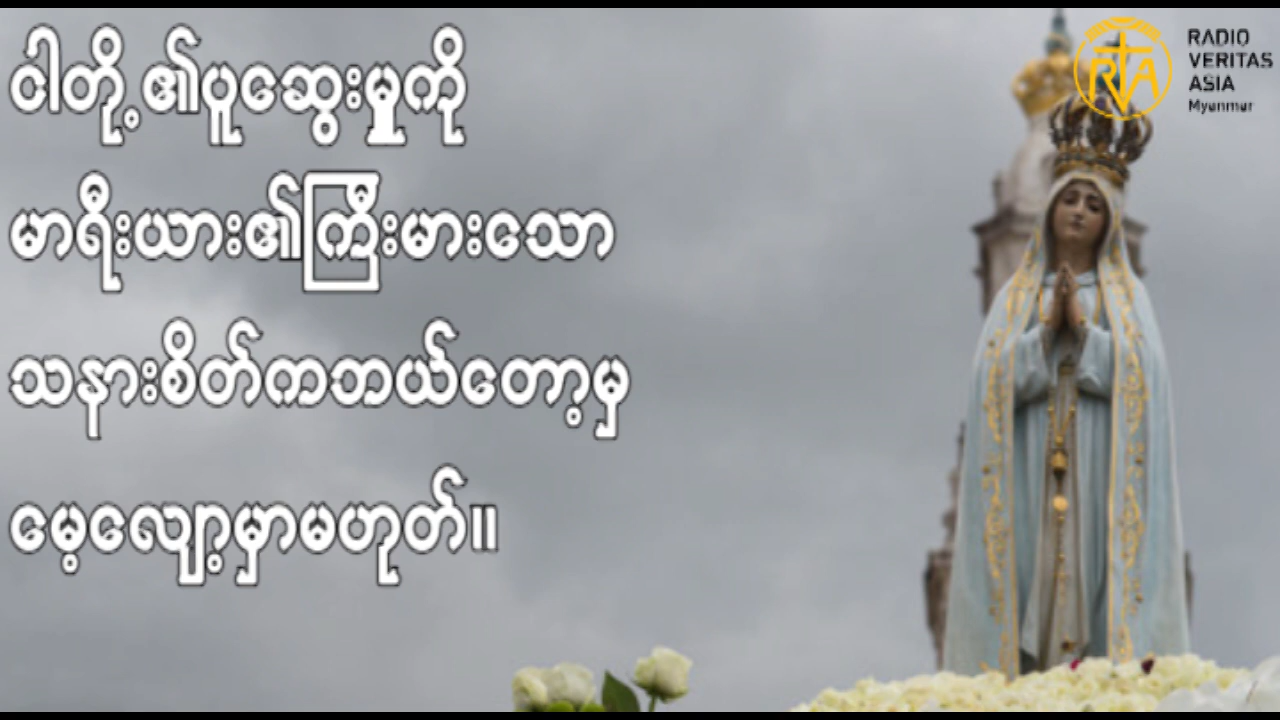 ငါတို့၏ပူဆွေးမှုကို
မာရီးယား၏ကြီးမားသော
သနားစိတ်ကဘယ်တော့မှ
မေ့လျော့မှာမဟုတ်။
RADIO
VERITAS
ASIA
Myanmar